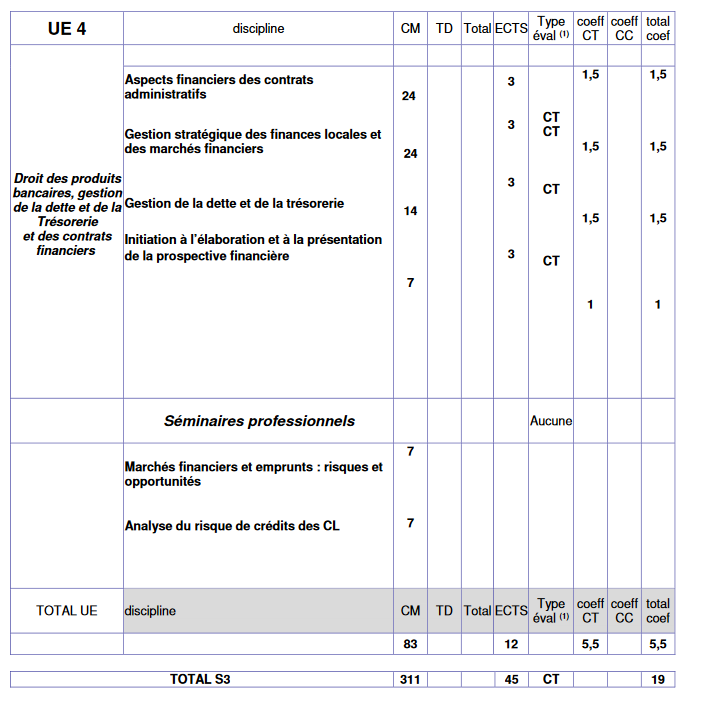 UE 4 discipline CM TD Total ECTS Type éval (1) coeff CT coeff CC total coef
Droit des produits
bancaires, gestion
de la dette et de la
Trésorerie
et des contrats
financiers
Aspects financiers des contrats
administratifs
24 3 CT 1,5 1,5
Gestion stratégique des finances locales et
des marchés financiers
24 3 CT 1,5 1,5
Gestion de la dette et de la trésorerie
14 3 CT 1,5 1,5
Initiation à l'élaboration et à la présentation
de la prospective financière
7 3 CT 1 1
Séminaires professionnels Aucune
Marchés financiers et emprunts : risques et
opportunités
7
Analyse du risque de crédits des CL 7
TOTAL UE discipline CM TD Total ECTS Type éval (1) coeff CT coeff CC total coef
83 12 5,5 5,5
TOTAL S3 311 45 CT 19